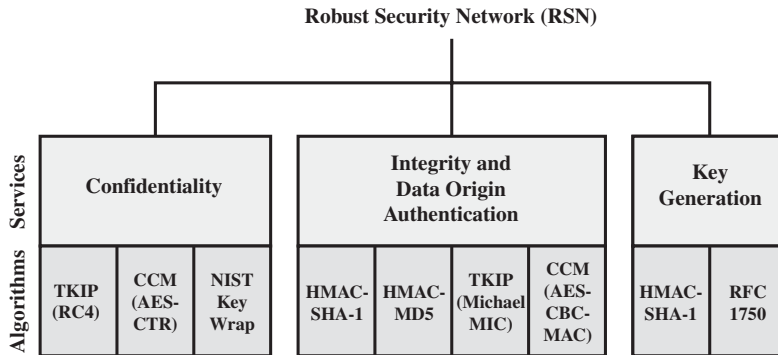 Robust Security Network (RSN)
Services
Confidentiality
Integrity and
Data Origin
Authentication
Key
Generation
Algorithms
TKIP
(RC4)
CCM
(AES-
CTR)
NIST
Key
Wrap
HMAC-
SHA-1
HMAC-
MD5
TKIP
(Michael
MIC)
CCM
(AES-
CBC-
MAC)
HMAC-
SHA-1
RFC
1750